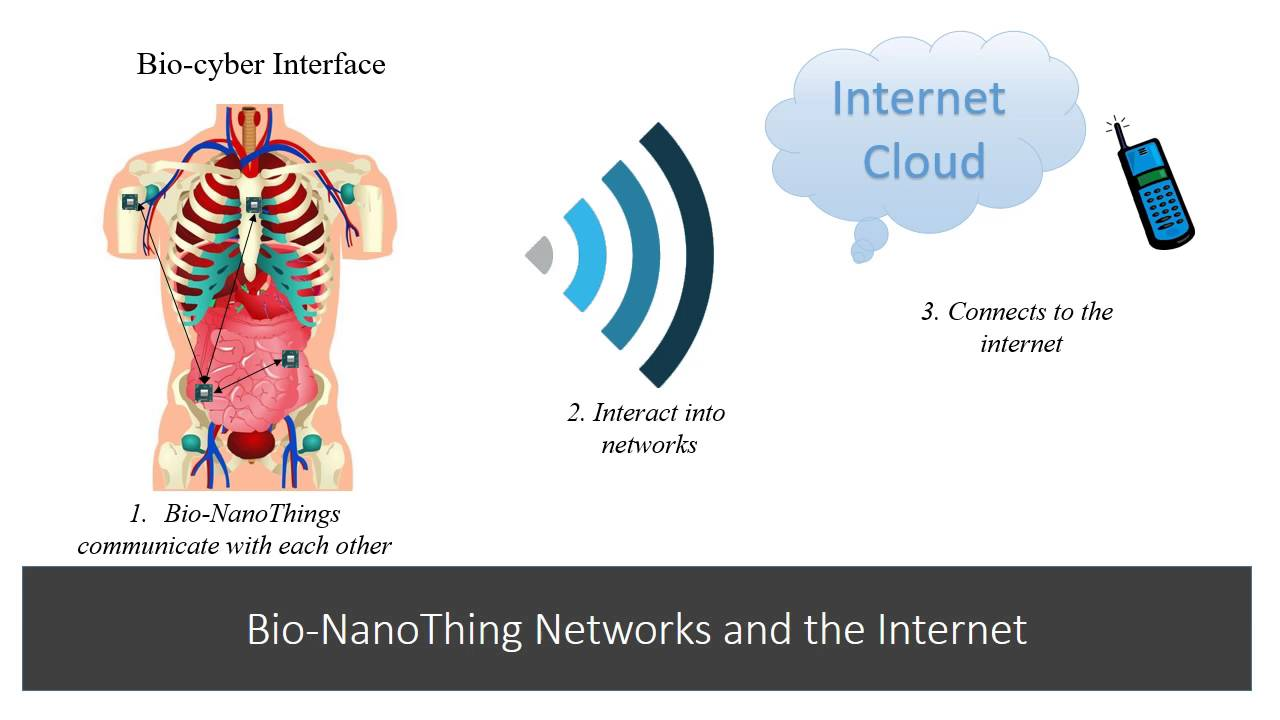 Bio-cyber Interface
Internet
Cloud
3. Connects to the
internet
2. Interact into
networks
1. Bio-NanoThings
communicate with each other
Bio-NanoThing Networks and the Internet